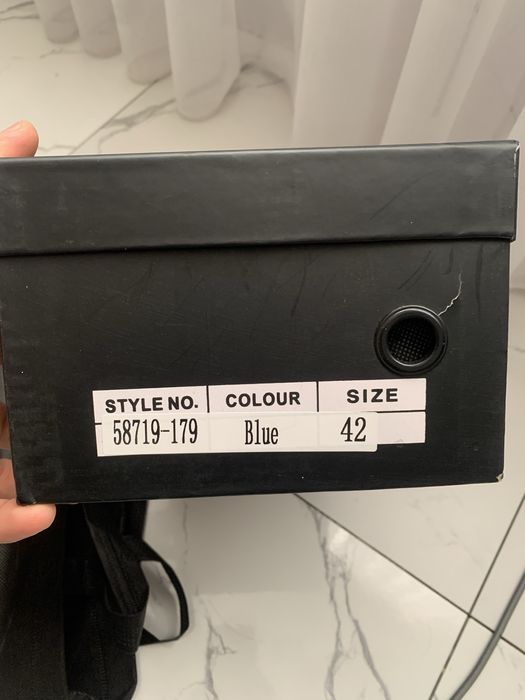 STYLE NO. COLOUR SIZE
58719-179 Blue 42